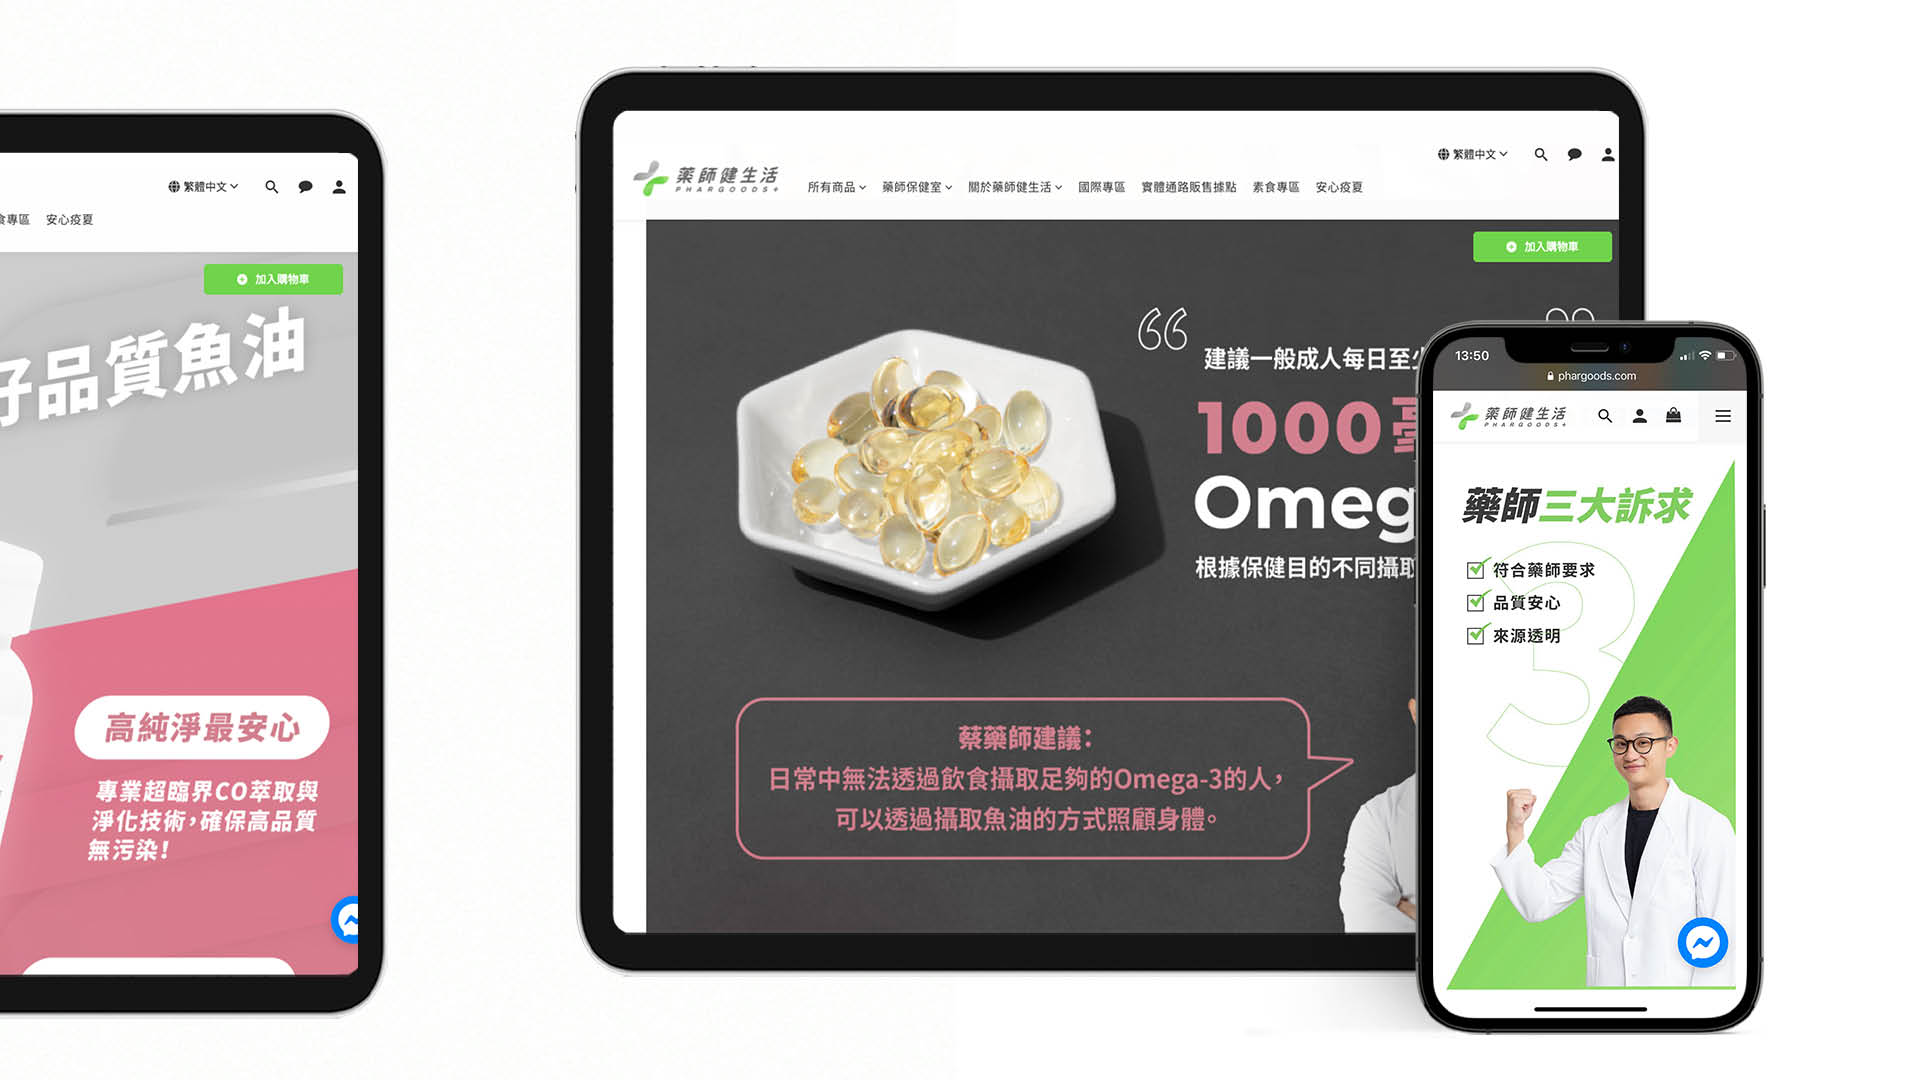 繁體中文
食專區 安心疫夏
加入購物車
好品質魚油
高純淨最安心
專業超臨界CO萃取與
淨化技術,確保高品質
無污染!
藥師健生活
PHARGOODS+
繁體中文
所有商品 藥師保健室 關於藥師健生活 國際專區 實體通路販售據點 素食專區 安心疫夏
加入購物車
建議一般成人每日至少
1000毫
Omeg
根據保健目的不同攝取
蔡藥師建議:
日常中無法透過飲食攝取足夠的Omega-3的人,
可以透過攝取魚油的方式照顧身體。
13:50
phargoods.com
藥師健生活
PHARGOODS+
藥師三大訴求
3
符合藥師要求
品質安心
來源透明